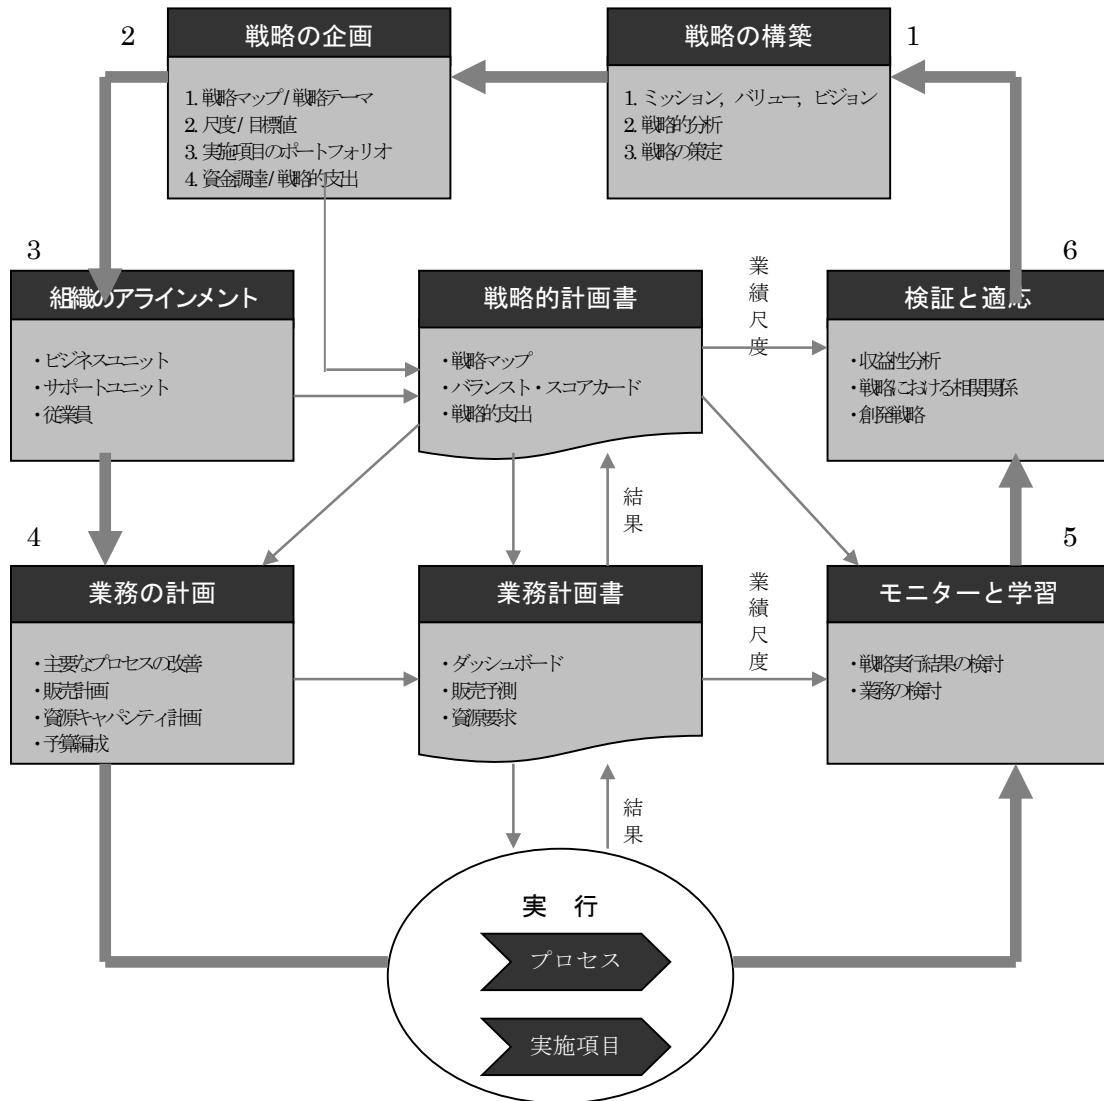 2
戦略の企画
1. 戦略マップ/戦略テーマ
2. 尺度/目標値
3. 実施項目のポートフォリオ
4. 資金調達/戦略的支出
戦略の構築
1
1. ミッション，バリュー，ビジョン
2. 戦略的分析
3. 戦略の策定
3
組織のアラインメント
・ビジネスユニット
・サポートユニット
・従業員
戦略的計画書
・戦略マップ
・バランスト・スコアカード
・戦略的支出
業績尺度
6
検証と適応
・収益性分析
・戦略における相関関係
・創発戦略
結果
4
業務の計画
・主要なプロセスの改善
・販売計画
・資源キャパシティ計画
・予算編成
業務計画書
・ダッシュボード
・販売予測
・資源要求
業績尺度
5
モニターと学習
・戦略実行結果の検討
・業務の検討
結果
実　行
プロセス
実施項目